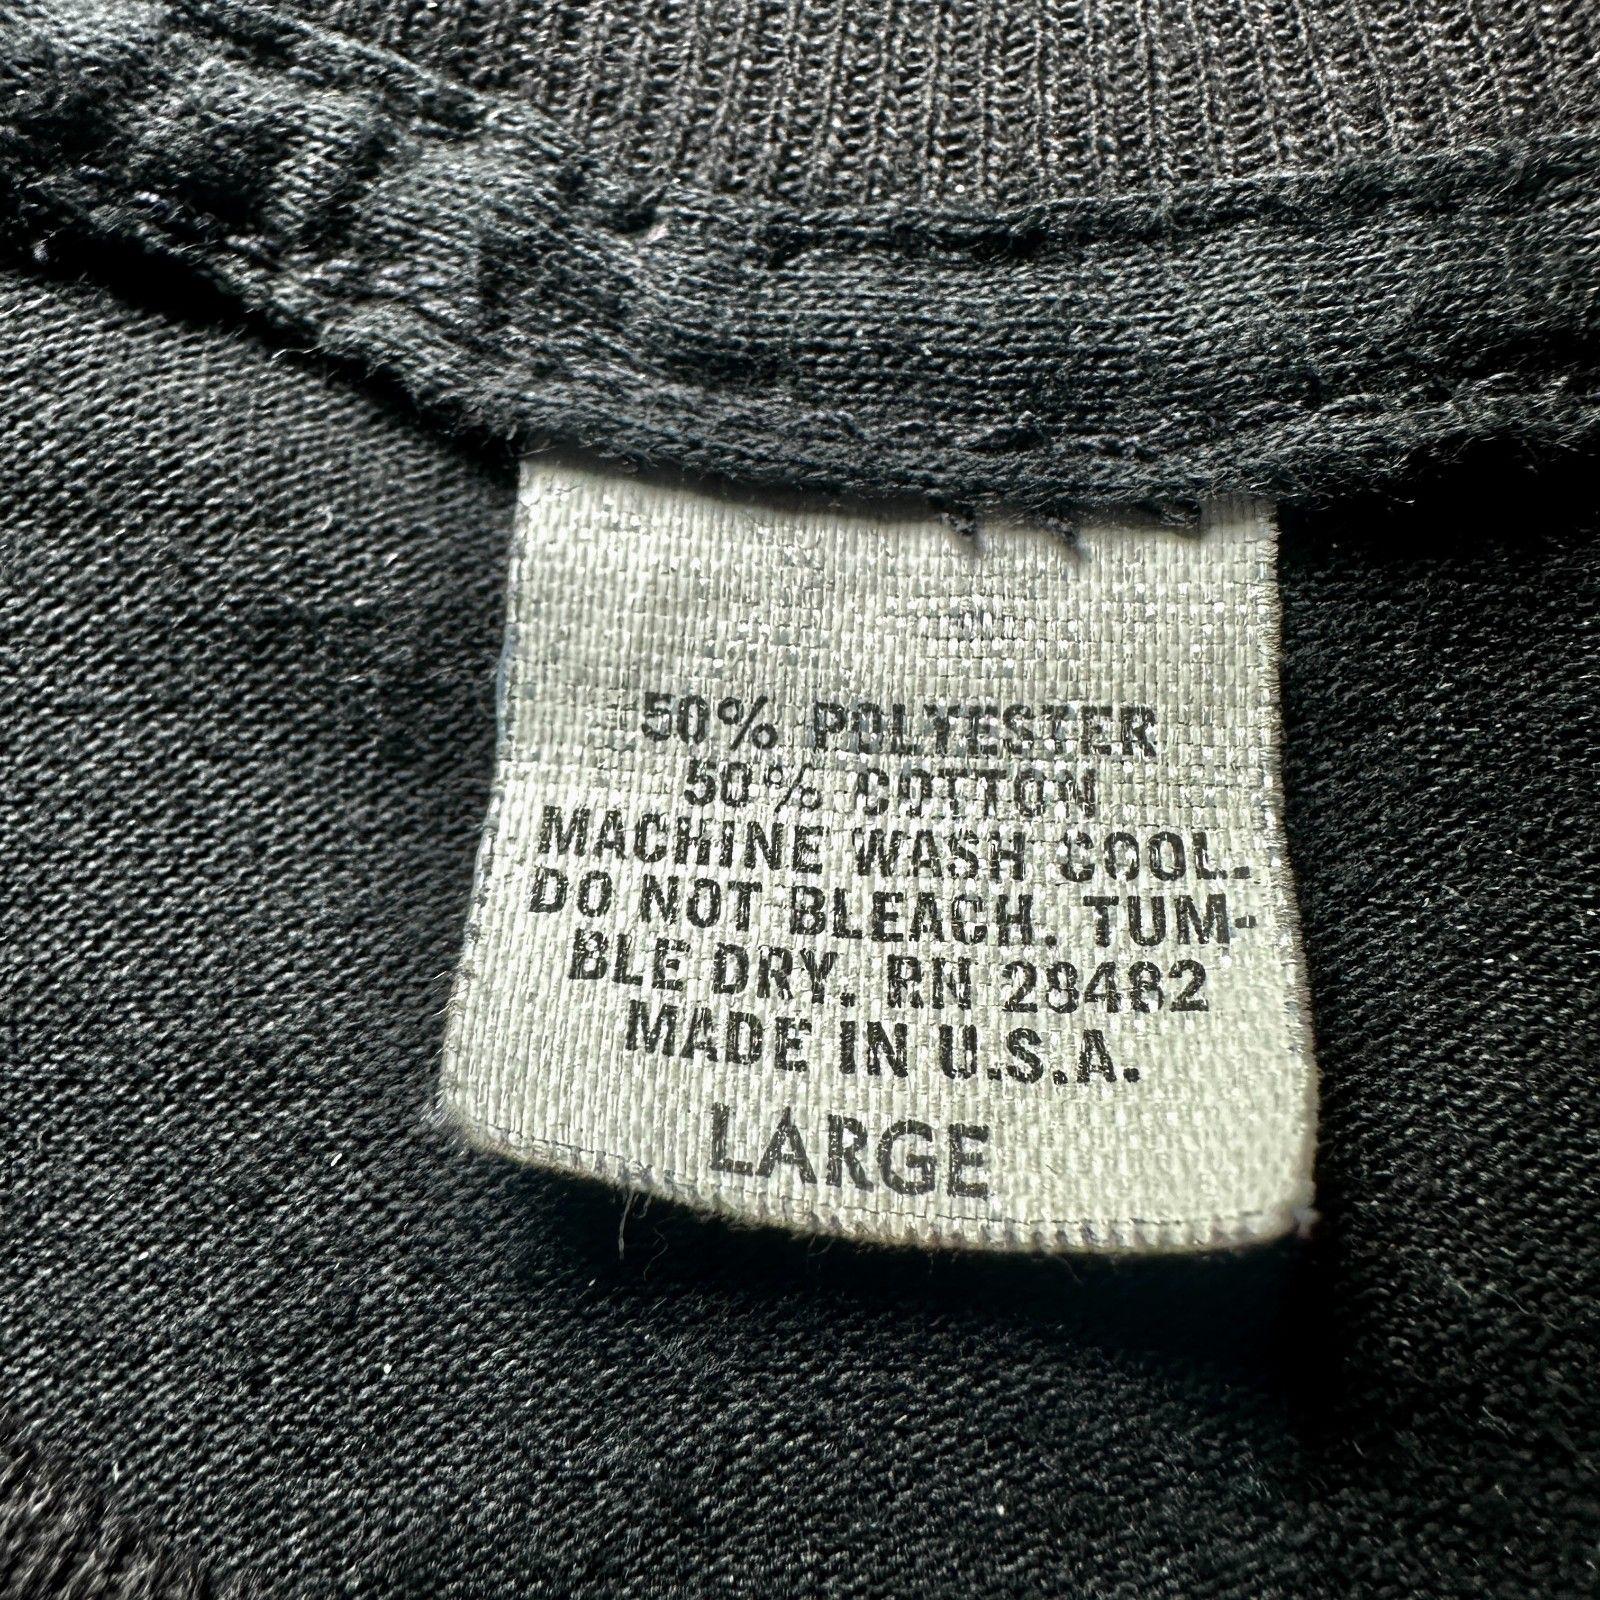 50% POLYESTER
50% COTTON
MACHINE WASH COOL.
DO NOT BLEACH. TUM-
BLE DRY. RN 28482
MADE IN U.S.A.
LARGE